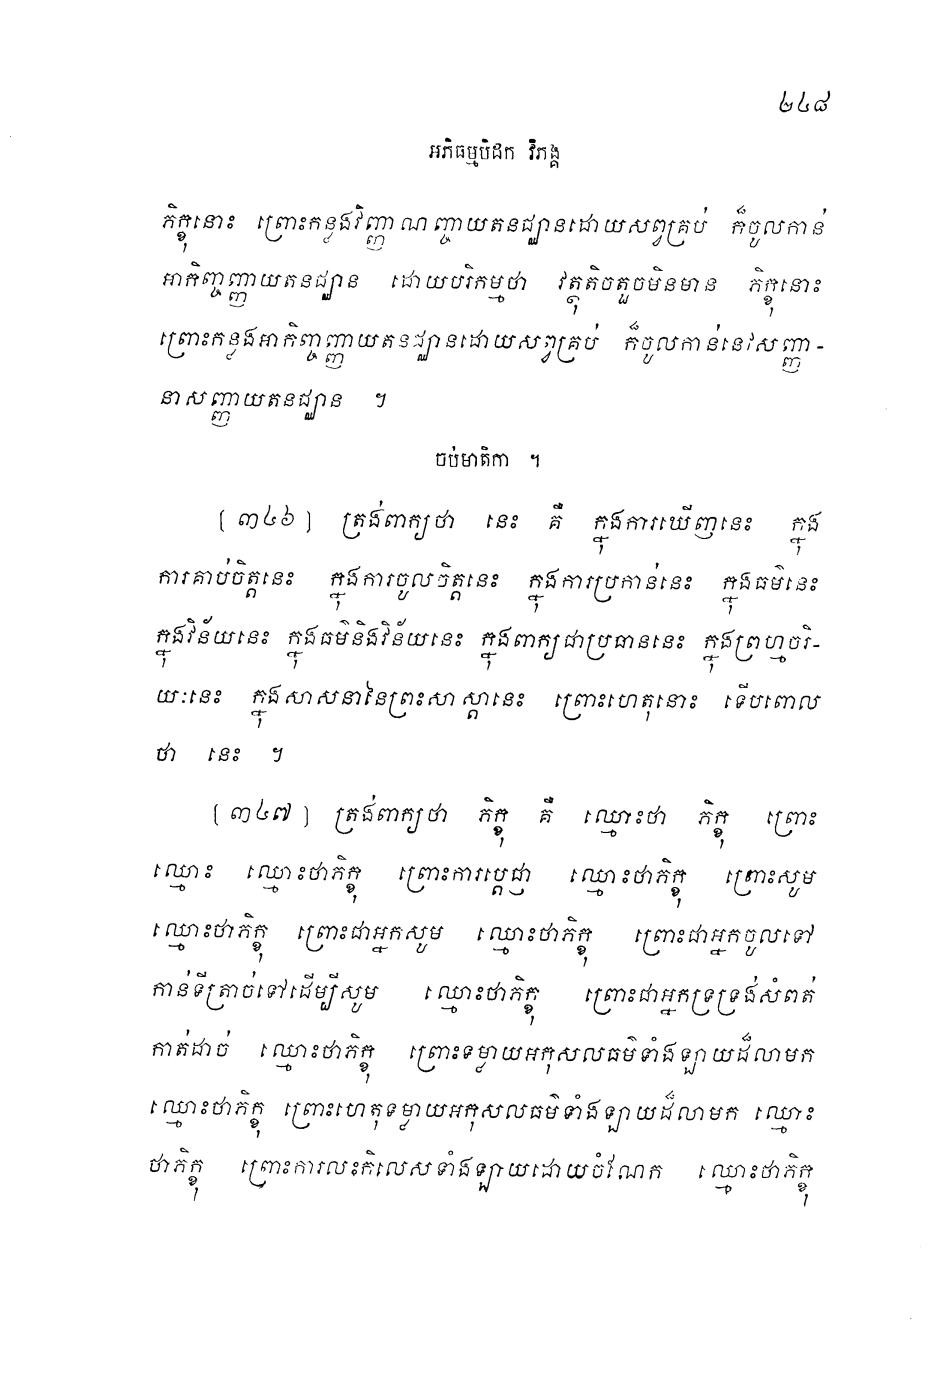 ២៤៨
អភិធម្មបិដក វិភង្គ
ភិក្ខុនោះ ព្រោះកន្លងវិញ្ញាណញ្ចាយតនជ្ឈានដោយសព្វគ្រប់ ក៏ចូលកាន់
អាកិញ្ចញ្ញាយតនជ្ឈាន ដោយបរិកម្មថា វត្ថុតិចតួចមិនមាន ភិក្ខុនោះ
ព្រោះកន្លងអាកិញ្ចញ្ញាយតនជ្ឈានដោយសព្វគ្រប់ ក៏ចូលកាន់នេវសញ្ញា-
នាសញ្ញាយតនជ្ឈាន ។
ចប់មាតិកា ។
[៣៤៦] ត្រង់ពាក្យថា នេះ គឺ ក្នុងការឃើញនេះ ក្នុង
ការគាប់ចិត្តនេះ ក្នុងការចូលចិត្តនេះ ក្នុងការប្រកាន់នេះ ក្នុងធម៌នេះ
ក្នុងវិន័យនេះ ក្នុងធម៌និងវិន័យនេះ ក្នុងពាក្យជាប្រធាននេះ ក្នុងព្រហ្មចរិ-
យៈនេះ ក្នុងសាសនានៃព្រះសាស្តានេះ ព្រោះហេតុនោះ ទើបពោល
ថា នេះ ។
[៣៤៧] ត្រង់ពាក្យថា ភិក្ខុ គឺ ឈ្មោះថា ភិក្ខុ ព្រោះ
ឈ្មោះ ឈ្មោះថាភិក្ខុ ព្រោះការប្តេជ្ញា ឈ្មោះថាភិក្ខុ ព្រោះសូម
ឈ្មោះថាភិក្ខុ ព្រោះជាអ្នកសូម ឈ្មោះថាភិក្ខុ ព្រោះជាអ្នកចូលទៅ
កាន់ទីត្រាច់ទៅដើម្បីសូម ឈ្មោះថាភិក្ខុ ព្រោះជាអ្នកទ្រទ្រង់សំពត់
កាត់ដាច់ ឈ្មោះថាភិក្ខុ ព្រោះទម្លាយអកុសលធម៌ទាំងឡាយដ៏លាមក
ឈ្មោះថាភិក្ខុ ព្រោះហេតុទម្លាយអកុសលធម៌ទាំងឡាយដ៏លាមក ឈ្មោះ
ថាភិក្ខុ ព្រោះការលះកិលេសទាំងឡាយដោយចំណែក ឈ្មោះថាភិក្ខុ